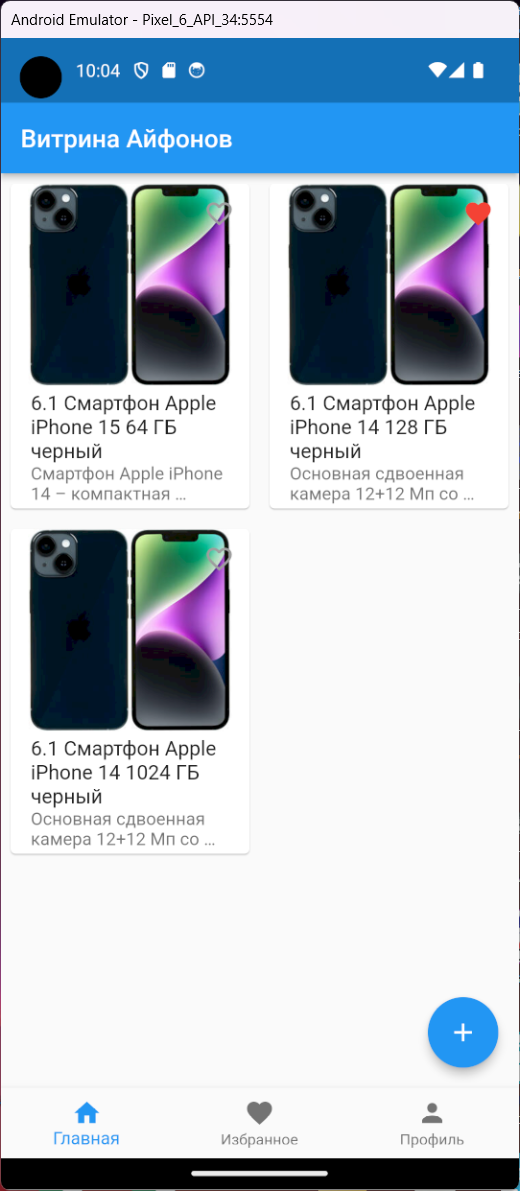 Android Emulator - Pixel_6_API_34:5554
10:04
Витрина Айфонов
6.1 Смартфон Apple
iPhone 15 64 ГБ
черный
Смартфон Apple iPhone
14 – компактная ...
6.1 Смартфон Apple
iPhone 14 128 ГБ
черный
Основная сдвоенная
камера 12+12 Мп со ...
6.1 Смартфон Apple
iPhone 14 1024 ГБ
черный
Основная сдвоенная
камера 12+12 Мп со ...
Главная
Избранное
Профиль